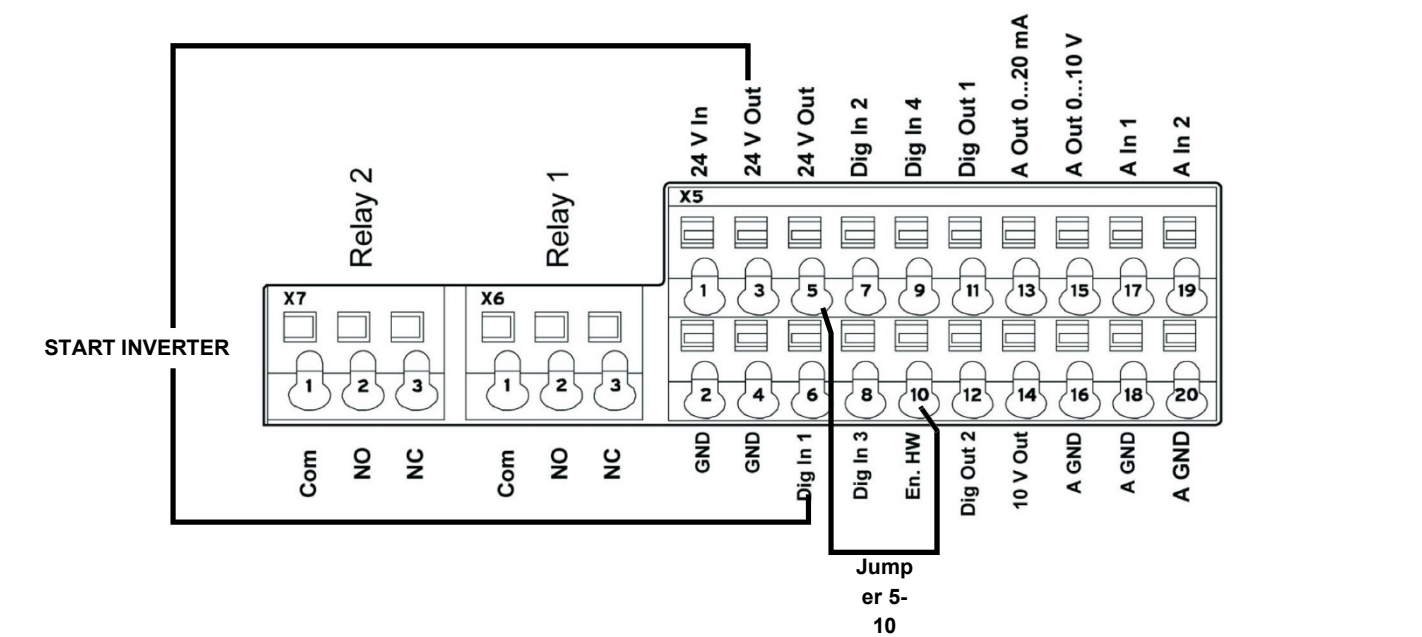 24 V In
24 V Out
24 V Out
Dig In 2
Dig In 4
Dig Out 1
A Out 0...20 mA
A Out 0...10 V
A In 1
A In 2
Relay 2
Relay 1
X5
1 3 5 7 9 11 13 15 17 19
X7
X6
START INVERTER
1 2 3
1 2 3
2 4 6 8 10 12 14 16 18 20
Com
NO
NC
Com
NO
NC
GND
GND
Dig In 1
Dig In 3
En. HW
Dig Out 2
10 V Out
A GND
A GND
A GND
Jump
er 5-
10